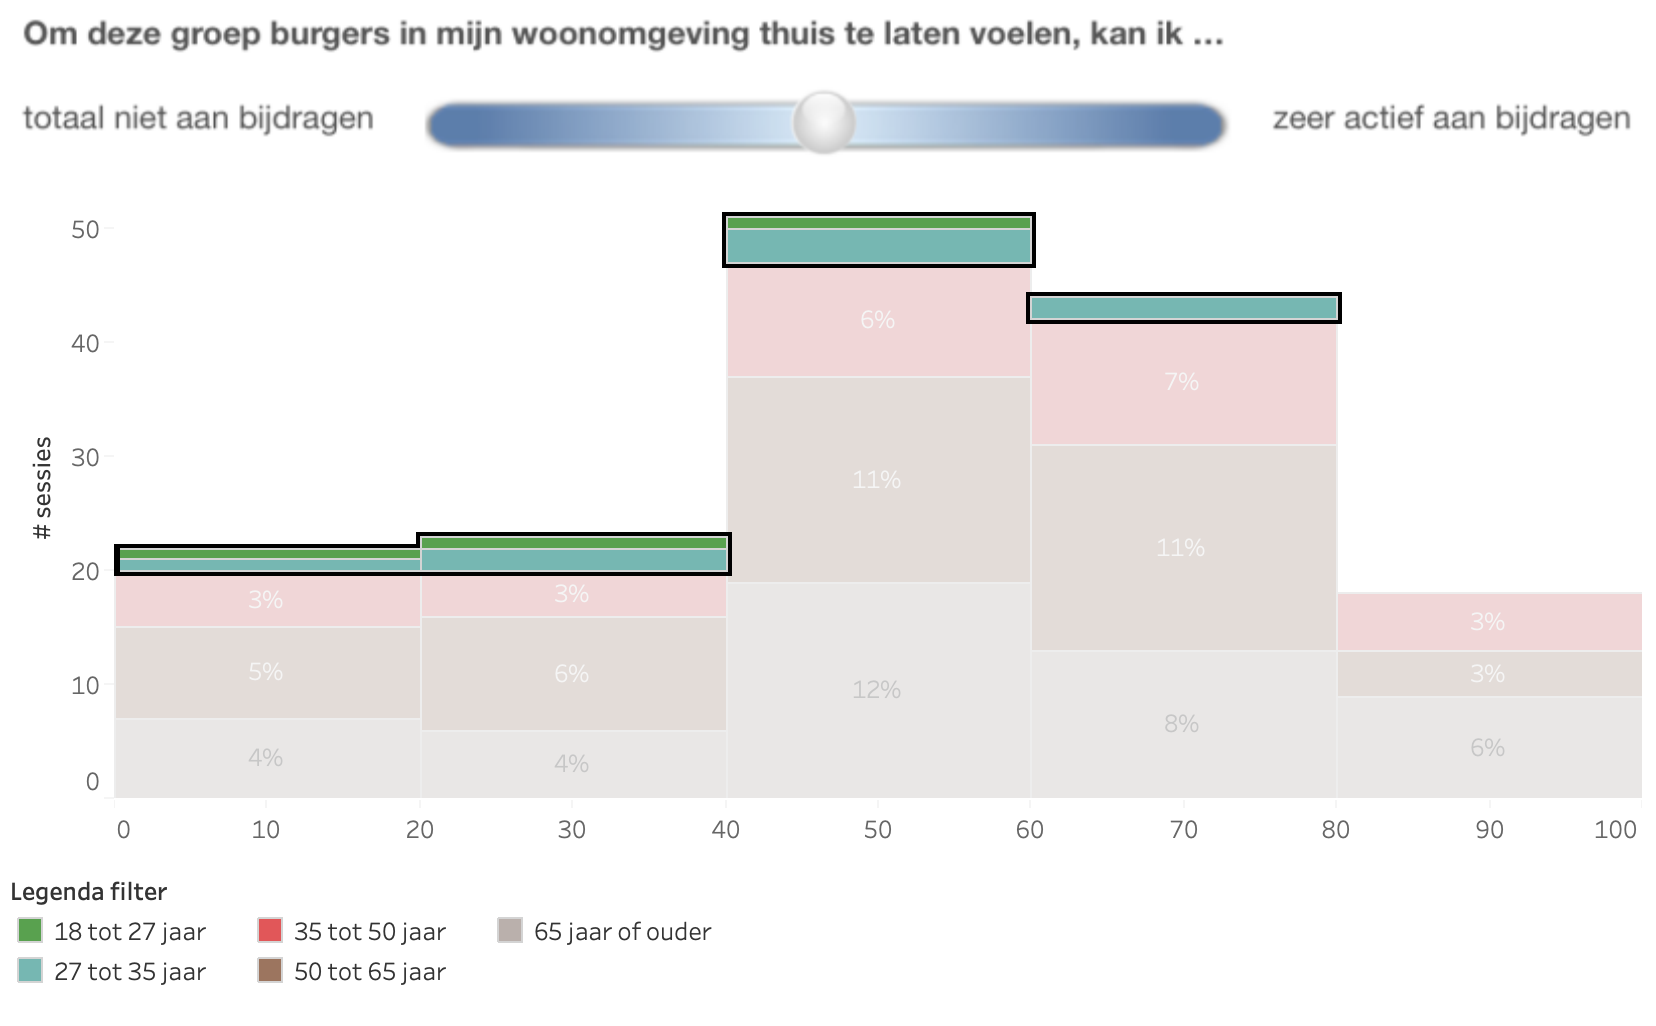 Om deze groep burgers in mijn woonomgeving thuis te laten voelen, kan ik ...
totaal niet aan bijdragen
zeer actief aan bijdragen
50
40
30
20
10
0
# sessies
6%
7%
11%
11%
3%
3%
3%
5%
6%
3%
12%
8%
6%
4%
4%
0 10 20 30 40 50 60 70 80 90 100
Legenda filter
18 tot 27 jaar 35 tot 50 jaar 65 jaar of ouder
27 tot 35 jaar 50 tot 65 jaar